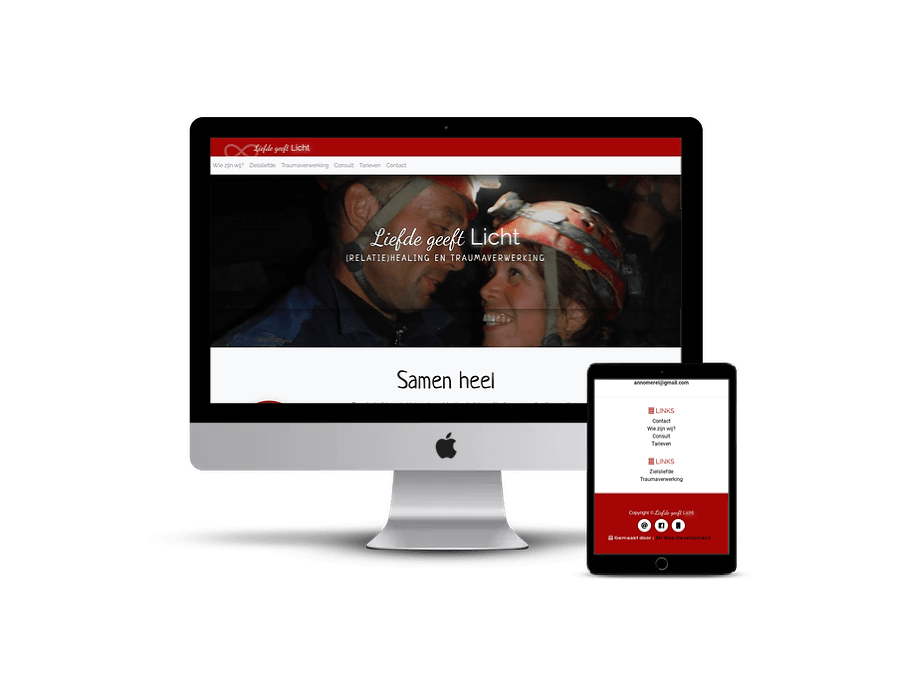 Liefde geeft Licht
Wie zijn wij? Zielsliefde Traumaverwerking Consult Tarieven Contact
Liefde geeft Licht
(RELATIE)HEALING EN TRAUMAVERWERKING
Samen heel
annomerel@gmail.com
LINKS
Contact
Wie zijn wij?
Consult
Tarieven
LINKS
Zielsliefde
Traumaverwerking
Copyright © Liefde geeft Licht
Gemaakt door :